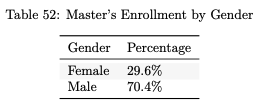 Table 52: Master's Enrollment by Gender
Gender Percentage
Female 29.6%
Male 70.4%